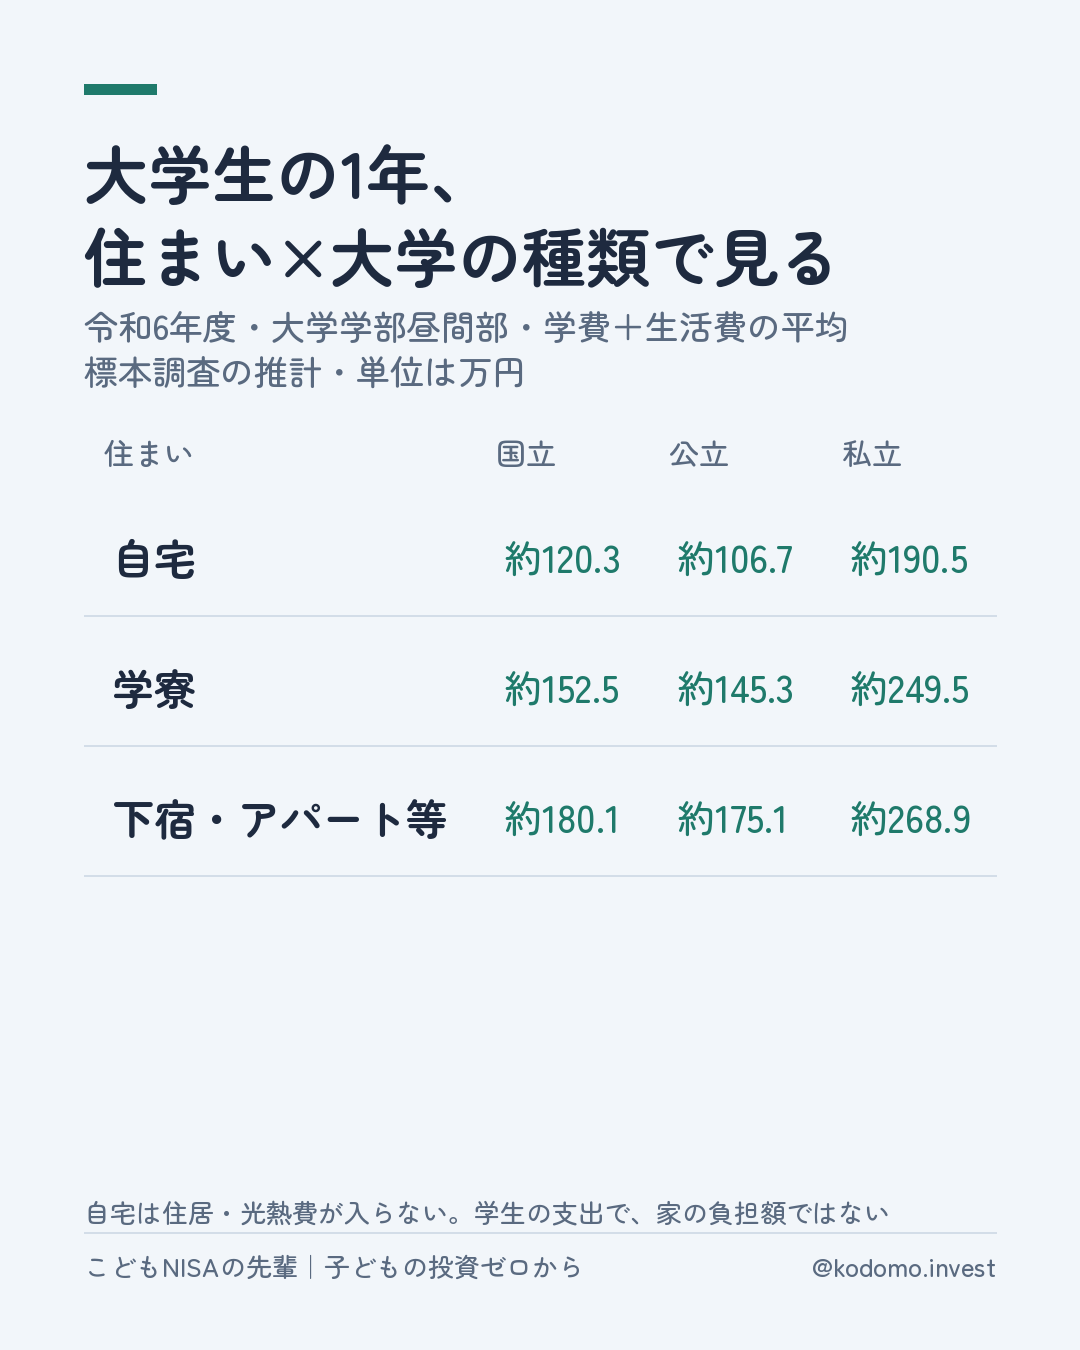 大学生の1年、
住まい×大学の種類で見る
令和6年度・大学学部昼間部・学費＋生活費の平均
標本調査の推計・単位は万円
住まい 国立 公立 私立
自宅 約120.3 約106.7 約190.5
学寮 約152.5 約145.3 約249.5
下宿・アパート等 約180.1 約175.1 約268.9
自宅は住居・光熱費が入らない。学生の支出で、家の負担額ではない
こどもNISAの先輩｜子どもの投資ゼロから @kodomo.invest